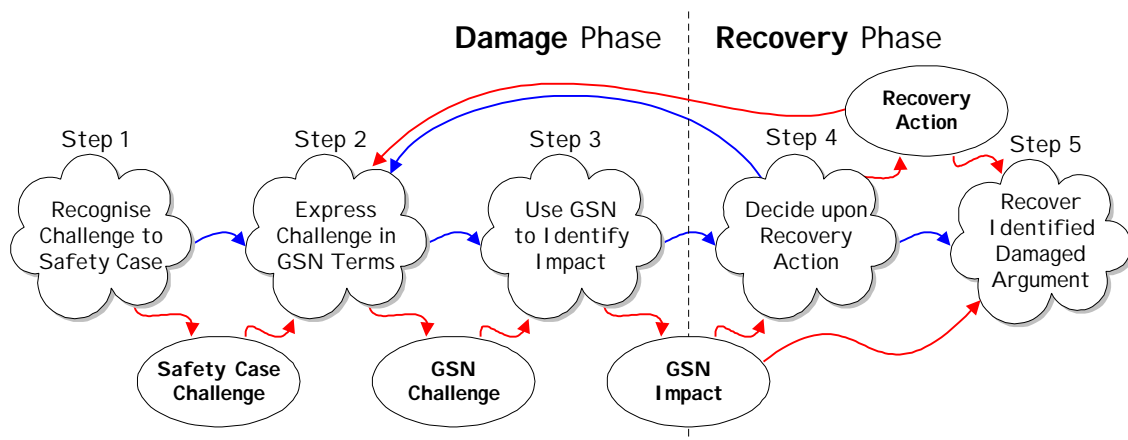 Damage Phase
Recovery Phase
Recovery
Action
Step 1
Step 2
Step 3
Step 4
Step 5
Recognise
Challenge to
Safety Case
Express
Challenge in
GSN Terms
Use GSN
to Identify
Impact
Decide upon
Recovery
Action
Recover
Identified
Damaged
Argument
Safety Case
Challenge
GSN
Challenge
GSN
Impact